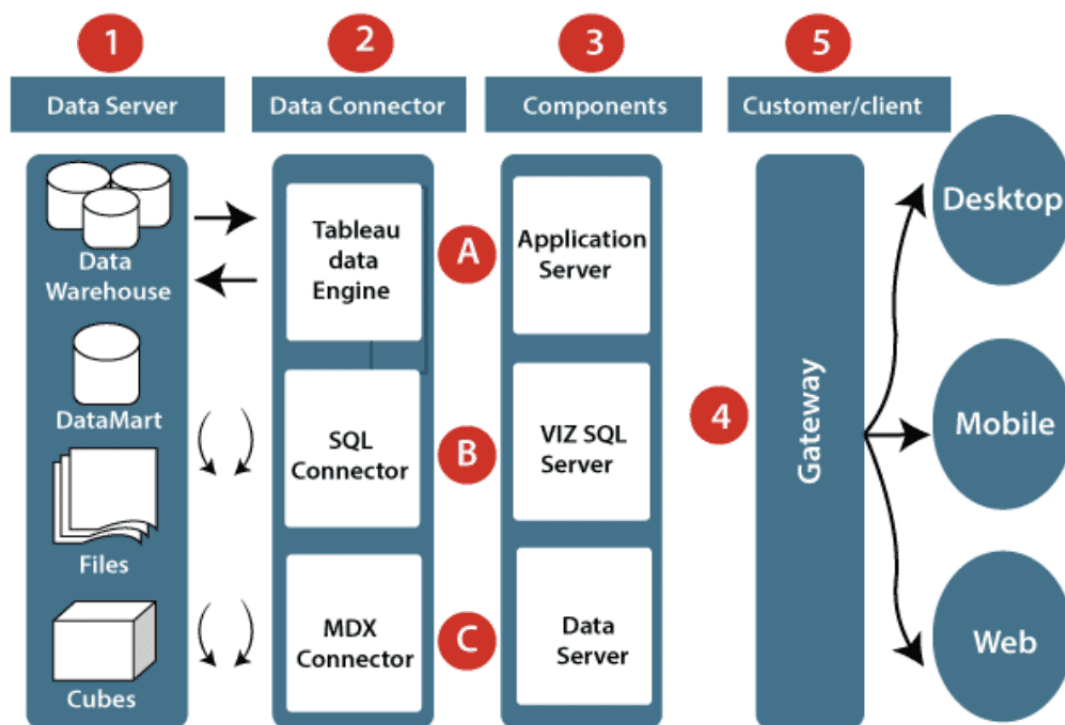 1
2
3
5
Data Server
Data Connector
Components
Customer/client
Data
Warehouse
DataMart
Files
Cubes
Tableau
data
Engine
SQL
Connector
MDX
Connector
A
B
C
Application
Server
VIZ SQL
Server
Data
Server
4
Gateway
Desktop
Mobile
Web